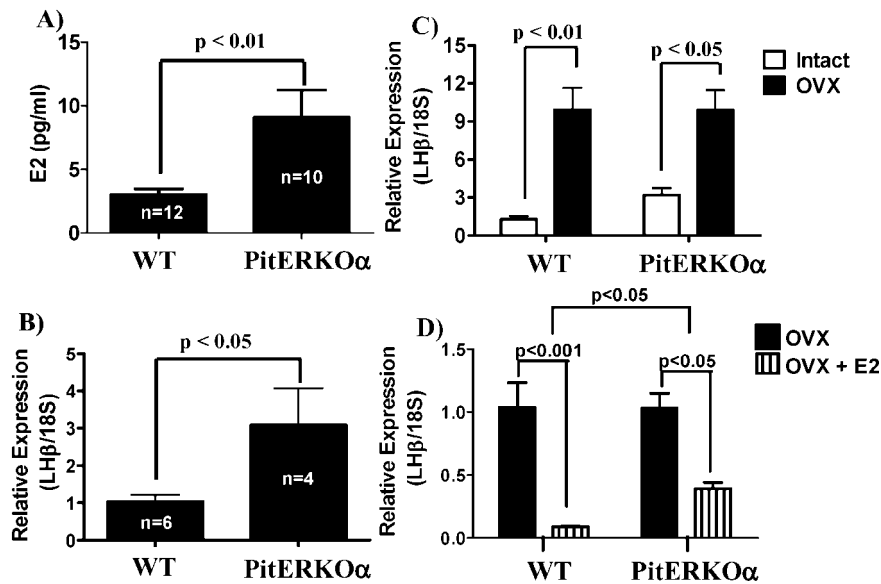 A)
p < 0.01
15
10
5
0
E2 (pg/ml)
n=12
n=10
WT
PitERKOα
B)
p < 0.05
5
4
3
2
1
0
Relative Expression
(LHβ/18S)
n=6
n=4
WT
PitERKOα
C)
p < 0.01
p < 0.05
Intact
OVX
15
12
9
6
3
0
Relative Expression
(LHβ/18S)
WT
PitERKOα
D)
p<0.05
p<0.001
p<0.05
OVX
OVX + E2
1.5
1.0
0.5
0.0
Relative Expression
(LHβ/18S)
WT
PitERKOα